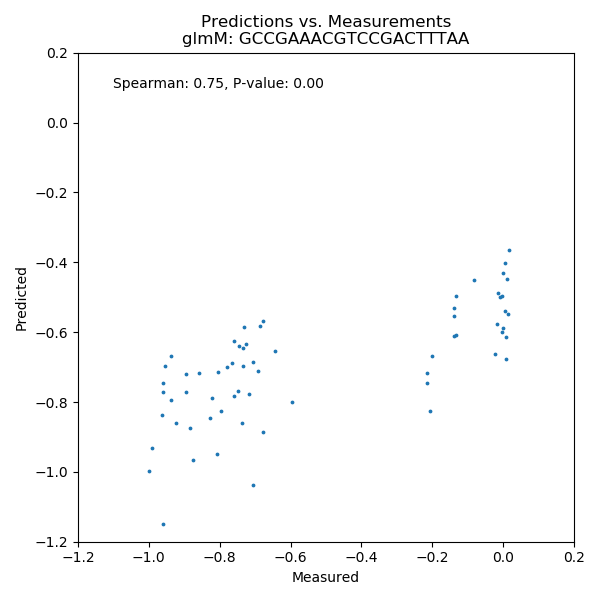 Predictions vs. Measurements
glmM: GCCGAAACGTCCGACTTTAA
Spearman: 0.75, P-value: 0.00
0.2
0.0
−0.2
−0.4
−0.6
−0.8
−1.0
−1.2
Predicted
−1.2 −1.0 −0.8 −0.6 −0.4 −0.2 0.0 0.2
Measured